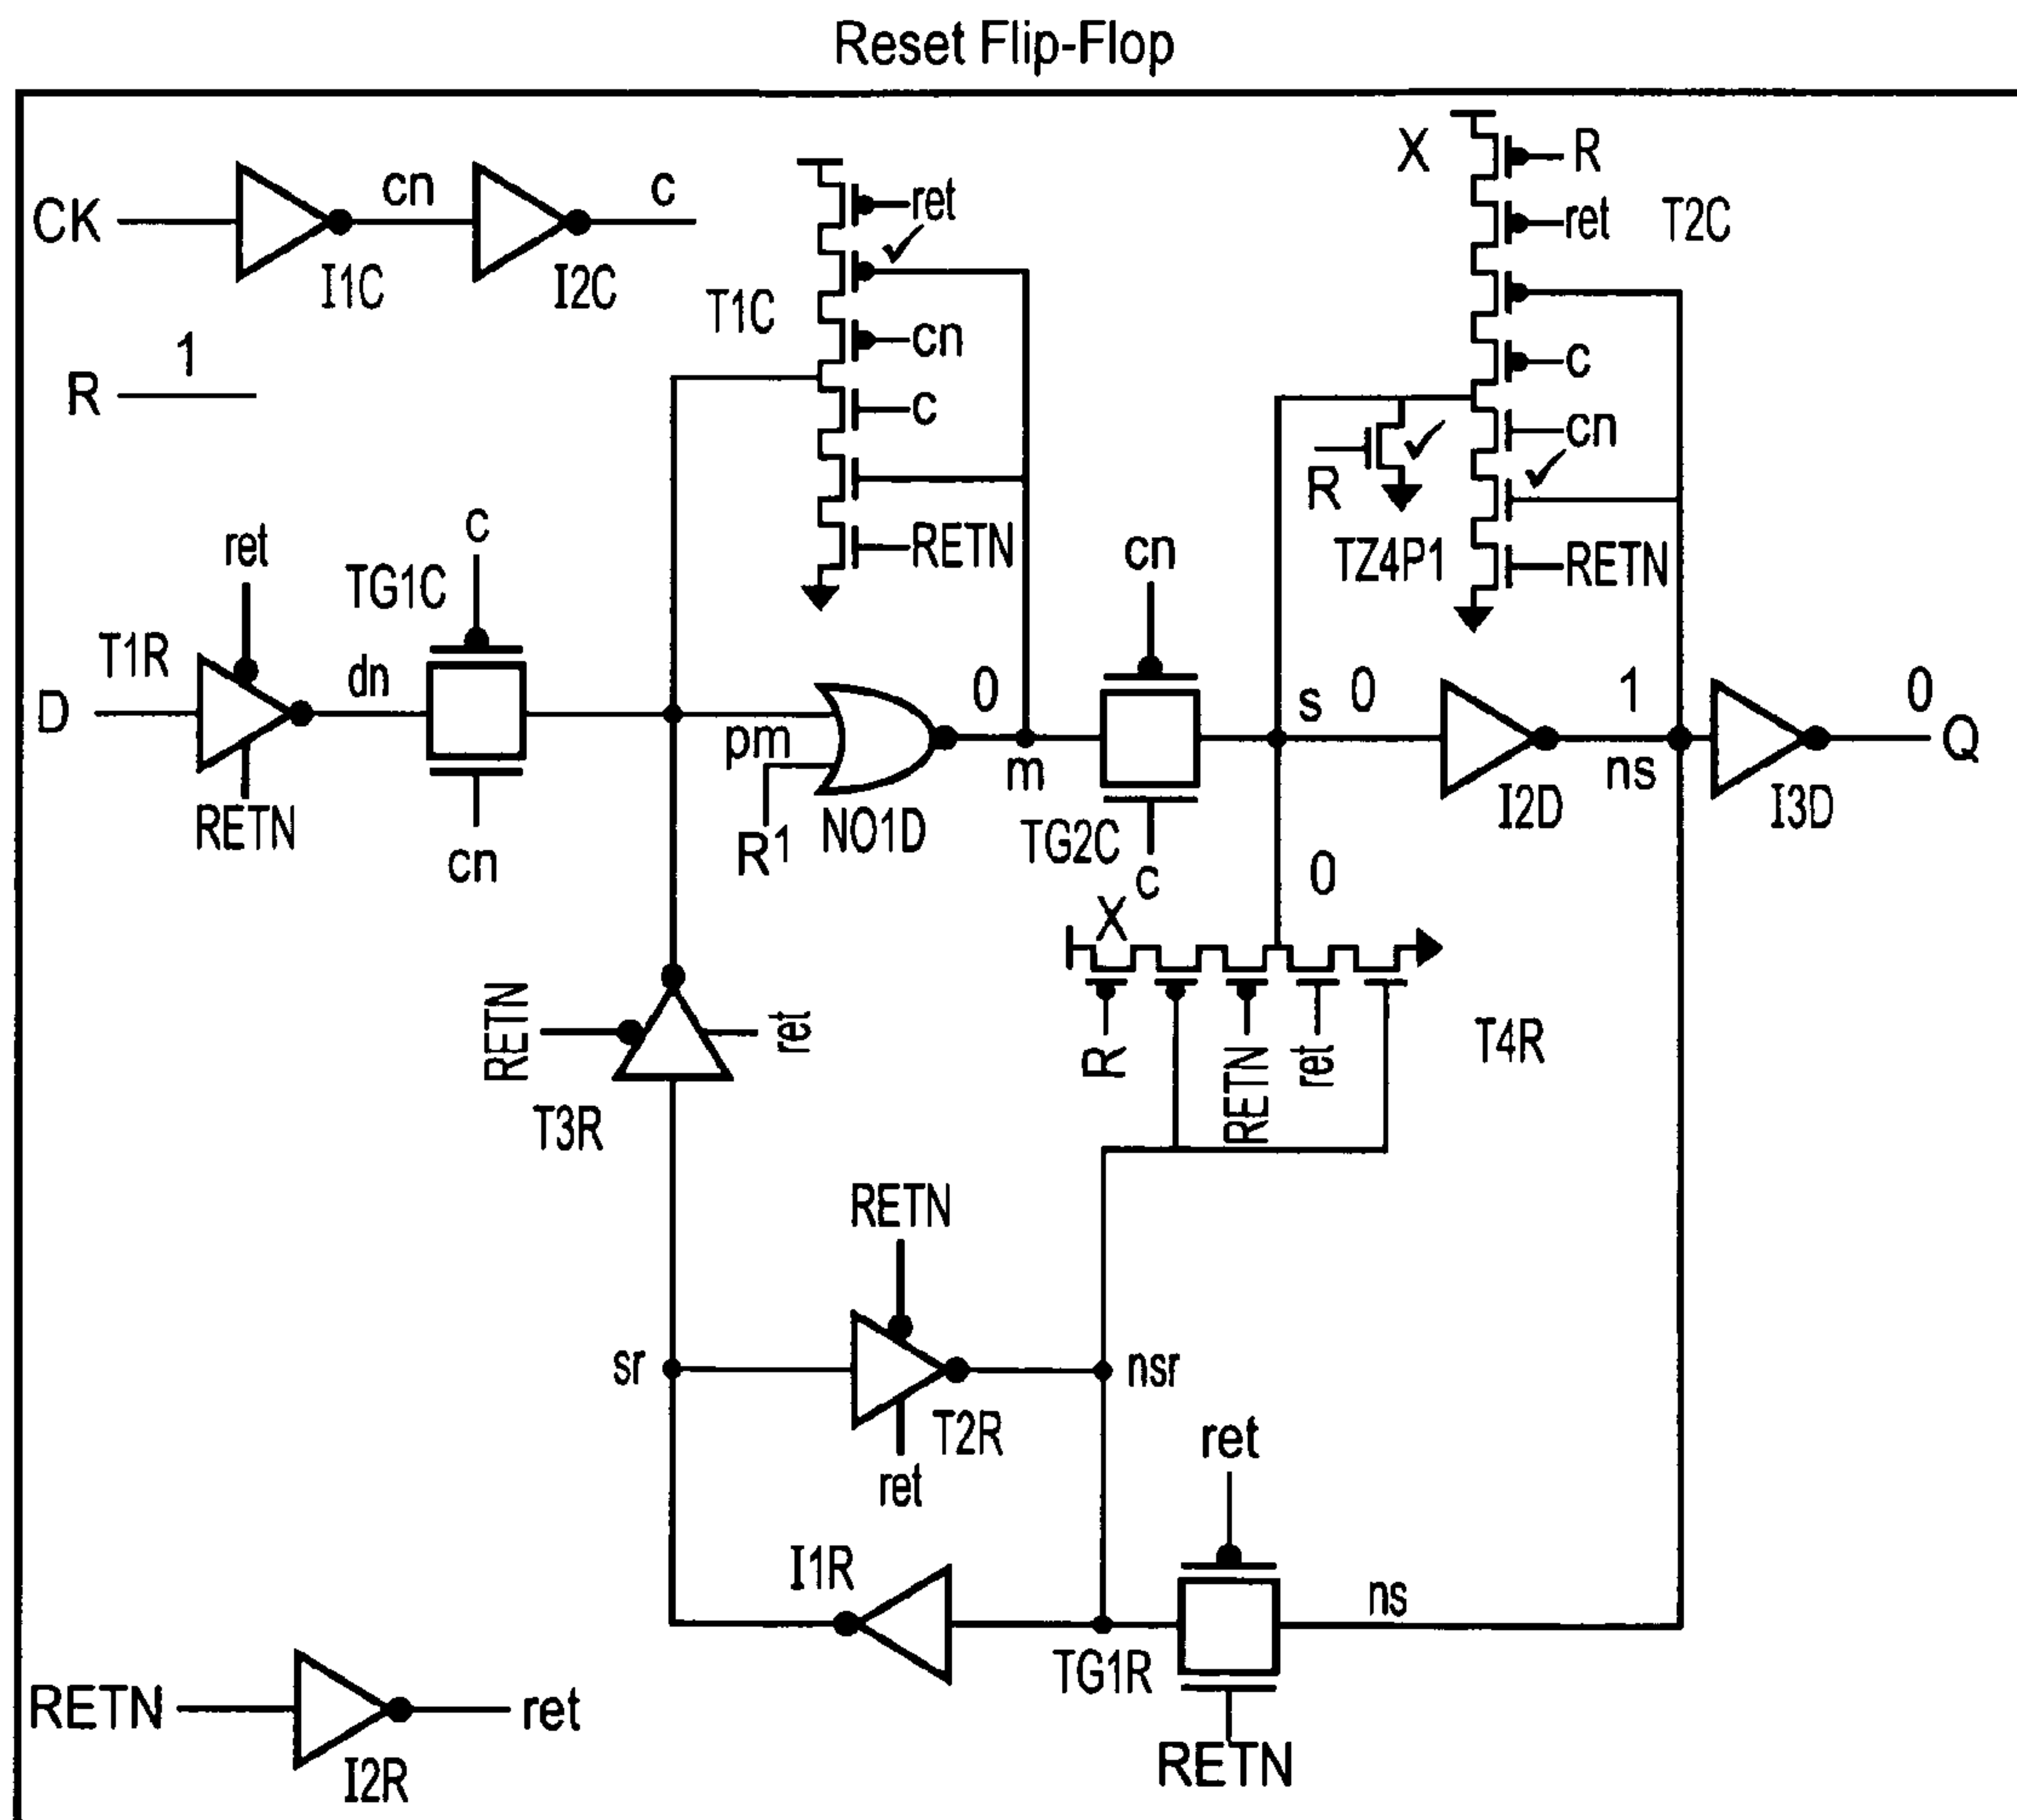 Reset Flip-Flop
CK
cn
c
I1C
I2C
R
1
ret
✓
cn
c
RETN
T1C
X
R
ret
T2C
c
cn
✓
RETN
R
✓
TZ4P1
ret
T1R
D
RETN
dn
c
TG1C
cn
pm
R1
NO1D
0
m
cn
TG2C
c
s
0
I2D
1
ns
I3D
0
Q
0
X
R
RETN
ret
T4R
RETN
ret
T3R
RETN
sr
T2R
ret
nsr
I1R
ret
ns
TG1R
RETN
RETN
ret
I2R